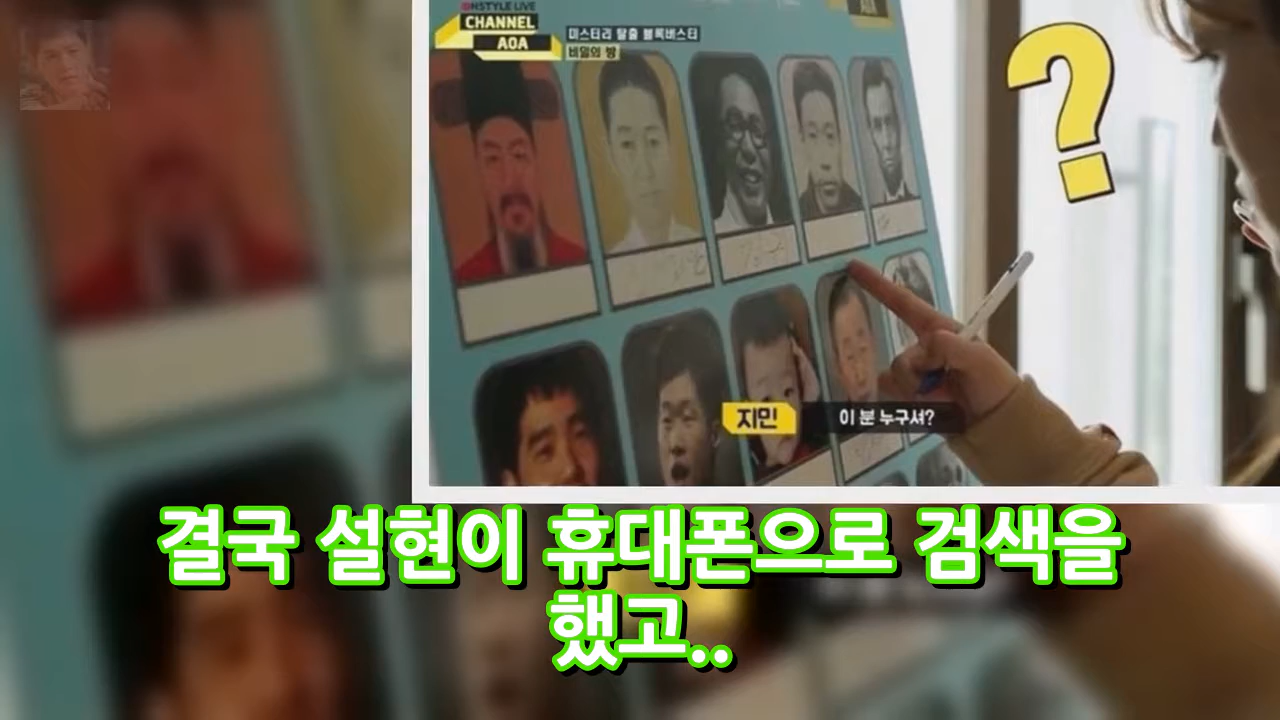 ONSTYLE LIVE
CHANNEL
AOA
미스터리 탈출 블록버스터
비밀의 방
AOA
?
지민
이 분 누구셔?
결국 설현이 휴대폰으로 검색을
했고..